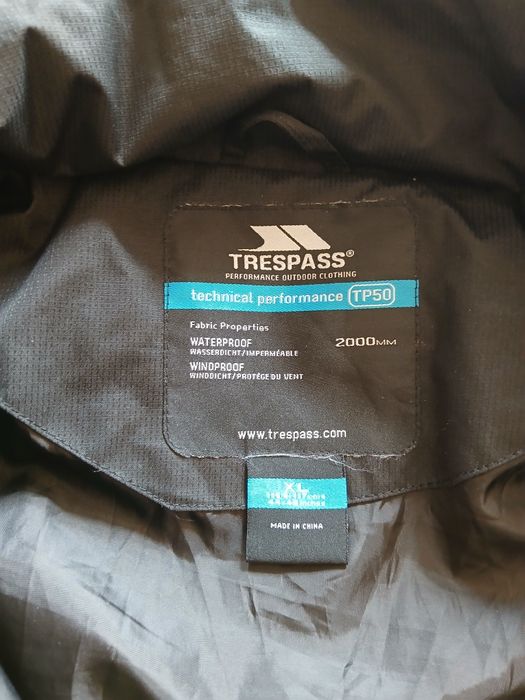 TRESPASS®
PERFORMANCE OUTDOOR CLOTHING
technical performance TP50
Fabric Properties
WATERPROOF 2000MM
WASSERDICHT/IMPERMÉABLE
WINDPROOF
WINDDICHT/PROTÉGE DU VENT
www.trespass.com
XL
MADE IN CHINA